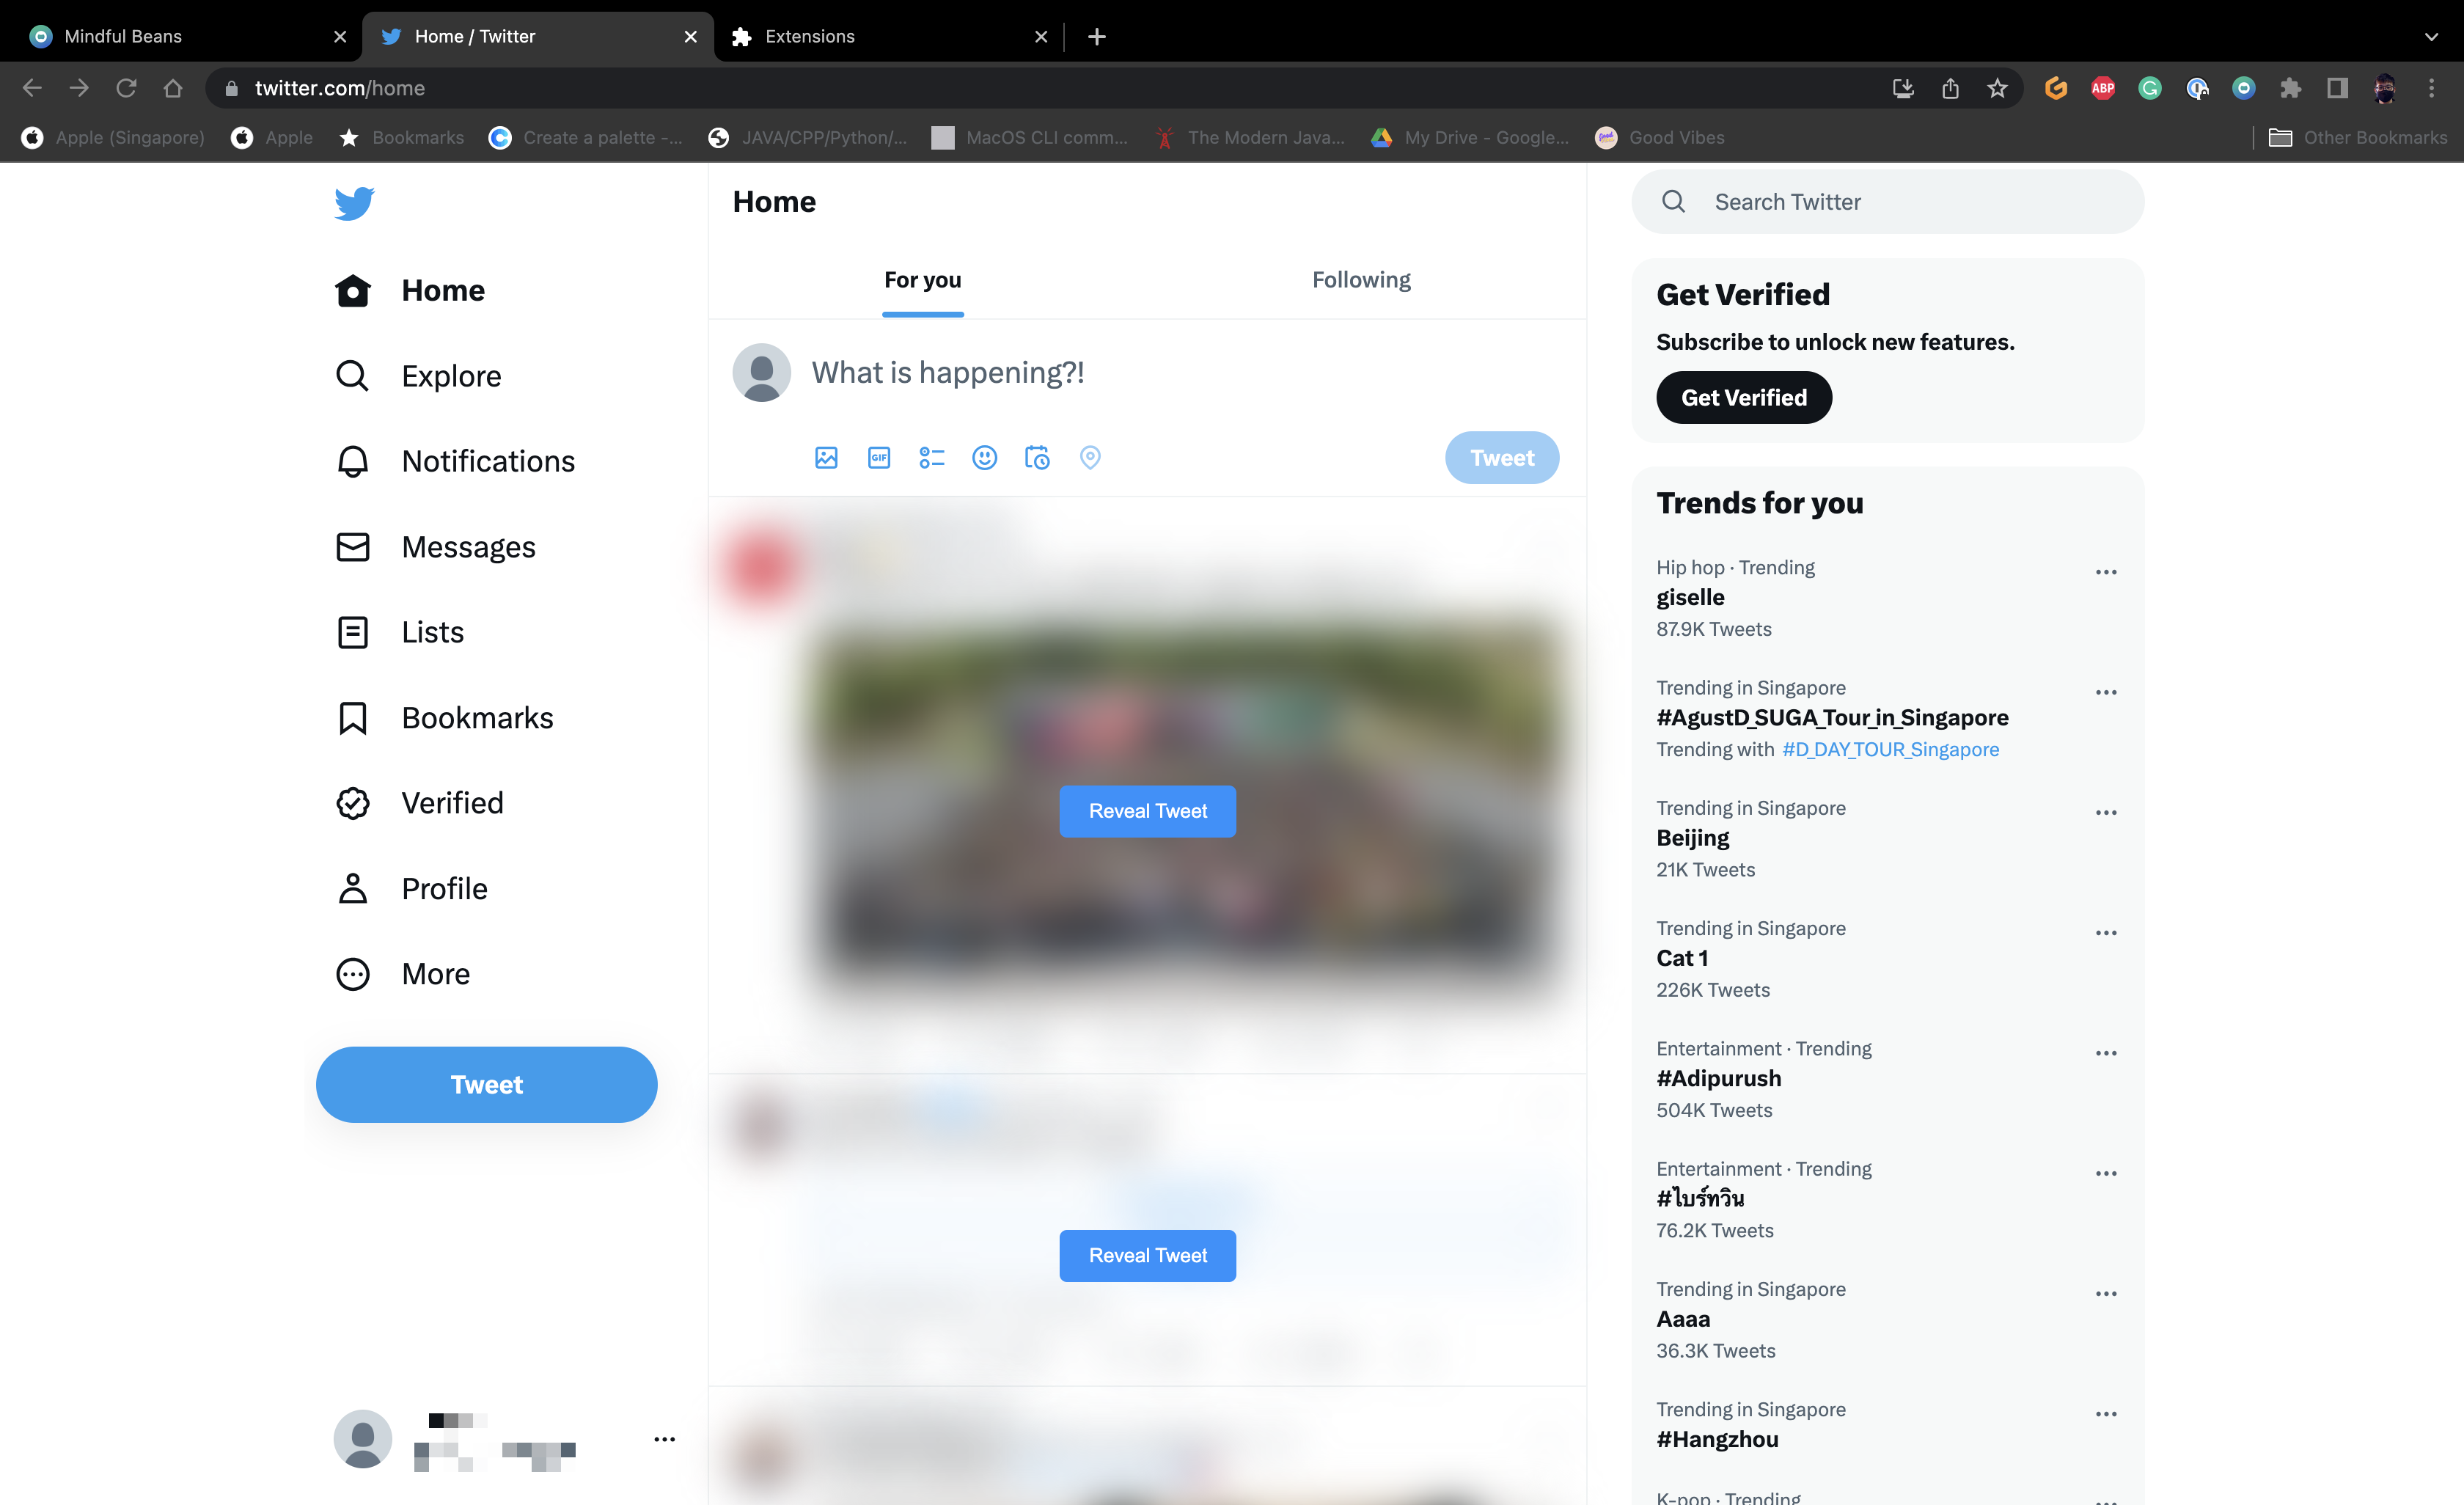 Mindful Beans
Home / Twitter
Extensions
twitter.com/home
ABP
Apple (Singapore)
Apple
Bookmarks
Create a palette -...
JAVA/CPP/Python/...
MacOS CLI comm...
The Modern Java...
My Drive - Google...
Good Vibes
Other Bookmarks
Home
Explore
Notifications
Messages
Lists
Bookmarks
Verified
Profile
More
Tweet
Home
For you
Following
What is happening?!
GIF
Tweet
Reveal Tweet
Reveal Tweet
Search Twitter
Get Verified
Subscribe to unlock new features.
Get Verified
Trends for you
Hip hop · Trending
giselle
87.9K Tweets
Trending in Singapore
#AgustD_SUGA_Tour_in_Singapore
Trending with #D_DAY_TOUR_Singapore
Trending in Singapore
Beijing
21K Tweets
Trending in Singapore
Cat 1
226K Tweets
Entertainment · Trending
#Adipurush
504K Tweets
Entertainment · Trending
#ไบร์ทวิน
76.2K Tweets
Trending in Singapore
Aaaa
36.3K Tweets
Trending in Singapore
#Hangzhou
K-pop · Trending